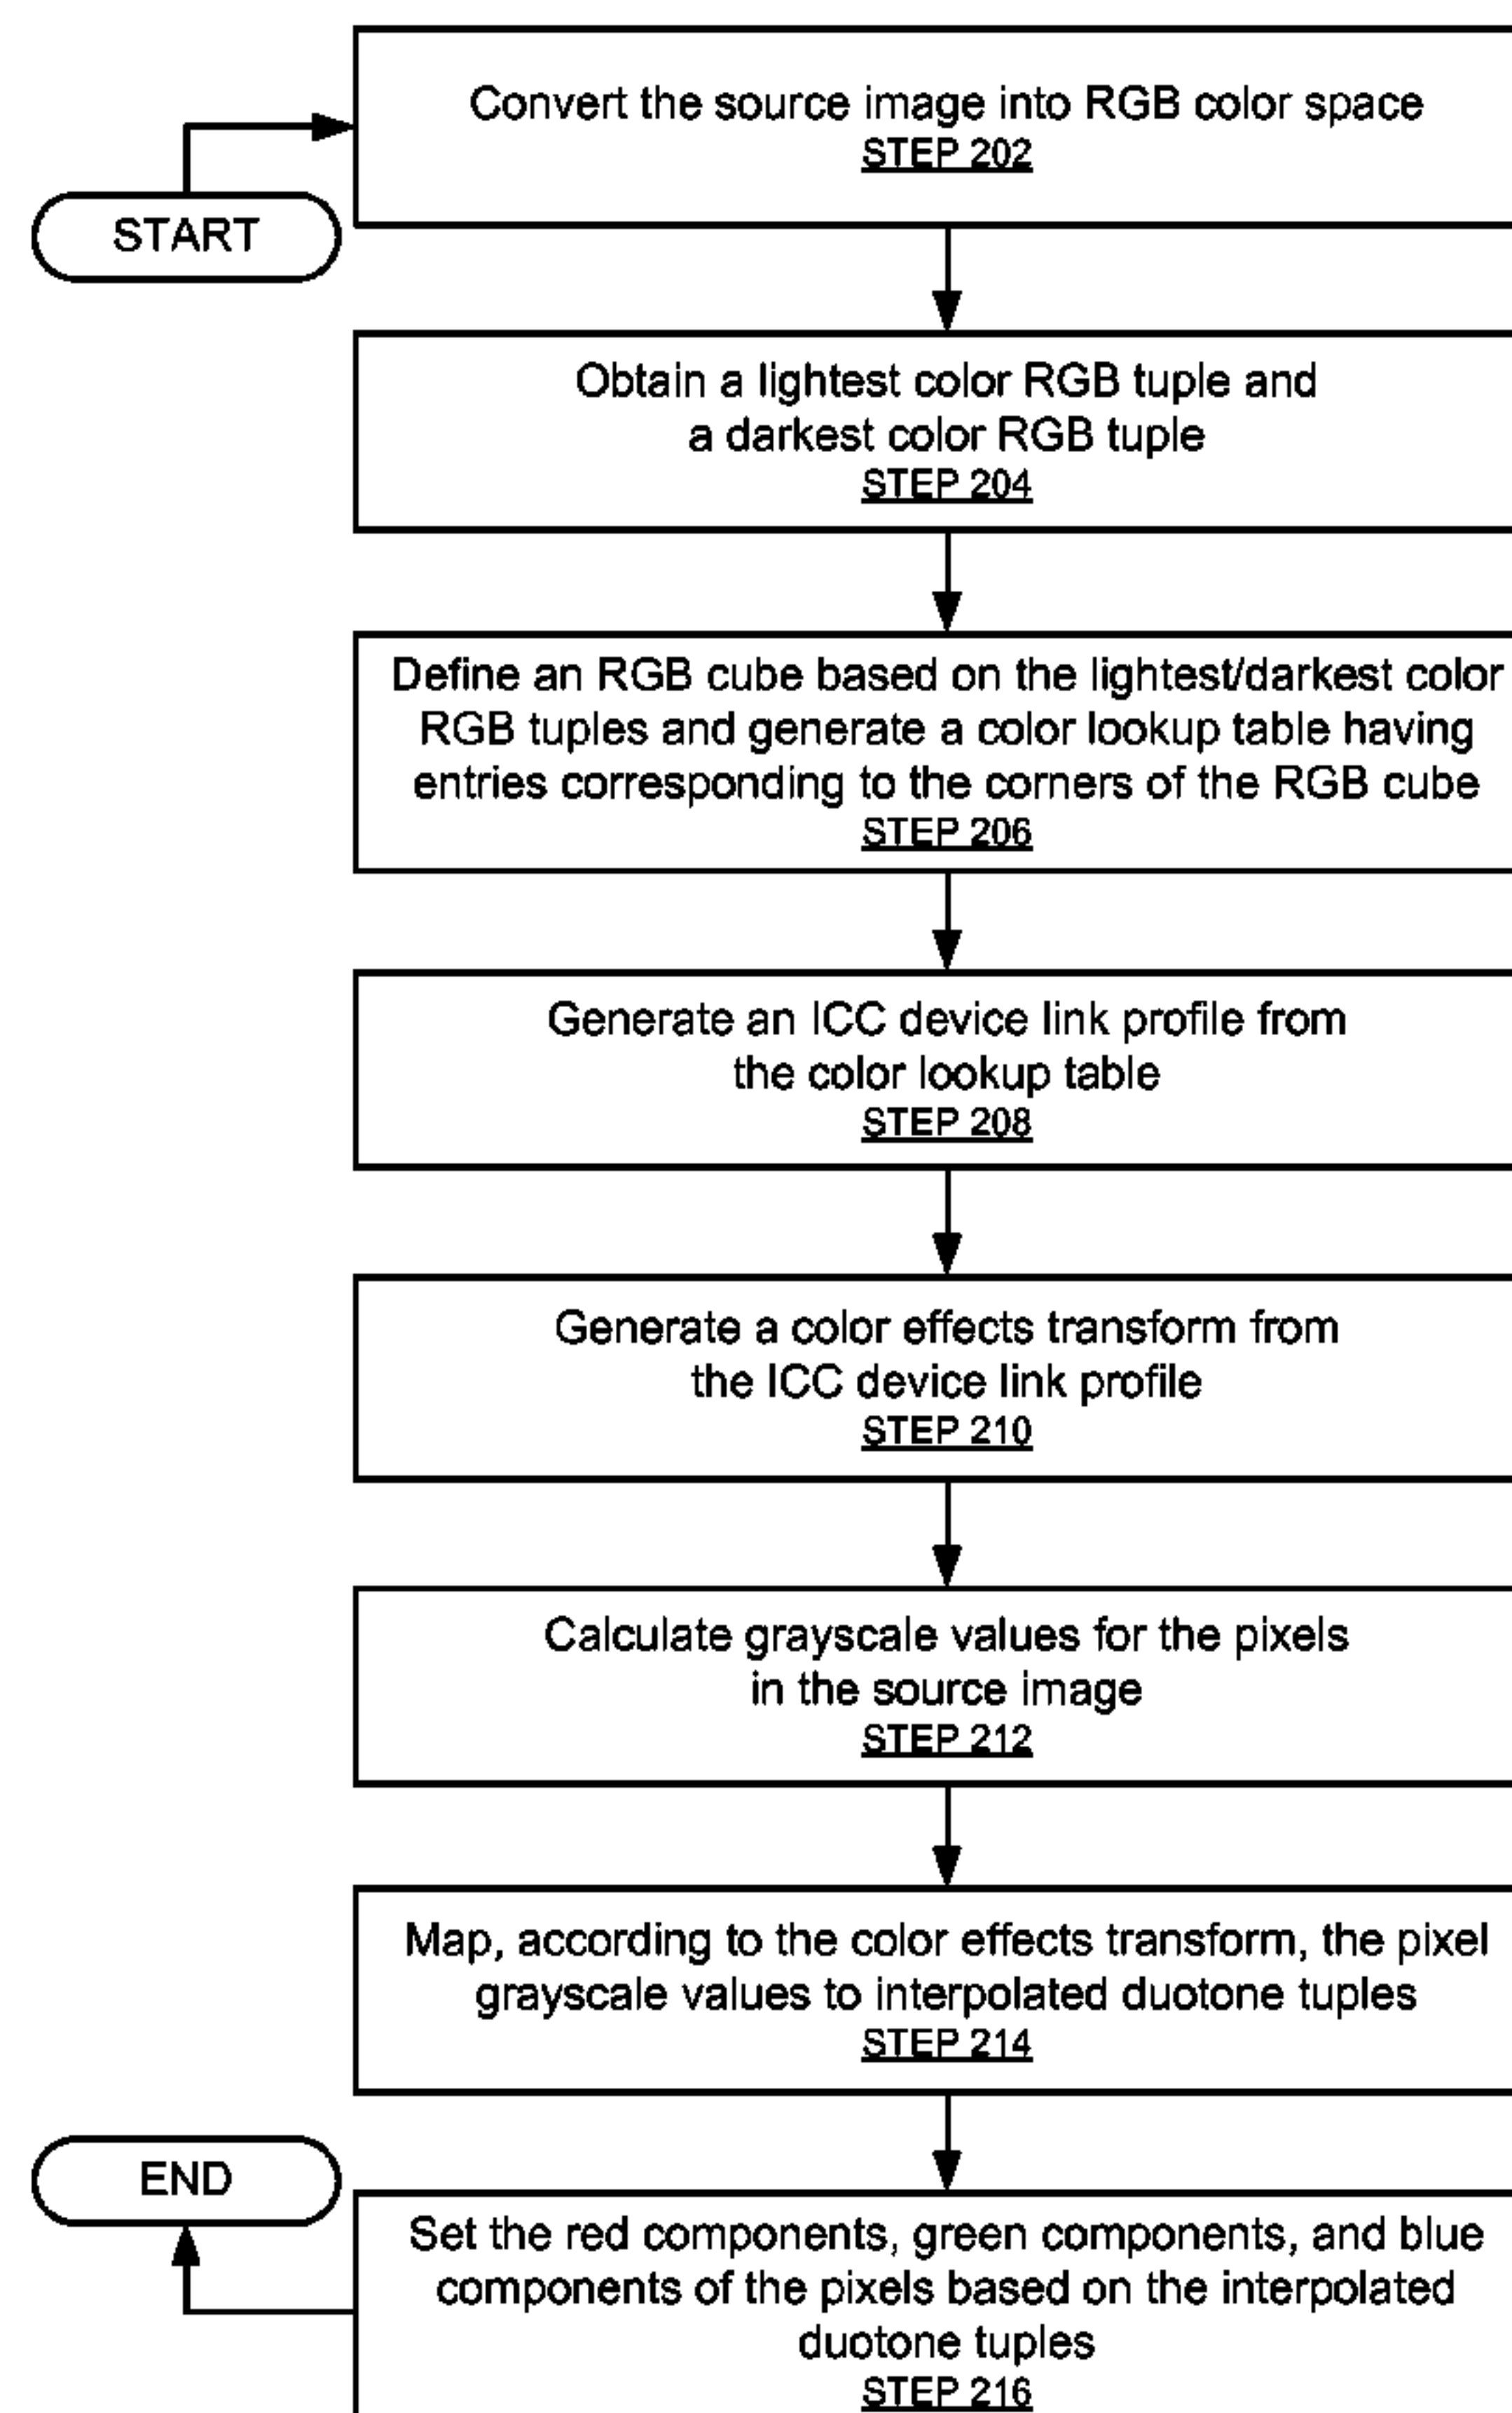 Convert the source image into RGB color space
STEP 202
START
Obtain a lightest color RGB tuple and
a darkest color RGB tuple
STEP 204
Define an RGB cube based on the lightest/darkest color
RGB tuples and generate a color lookup table having
entries corresponding to the corners of the RGB cube
STEP 206
Generate an ICC device link profile from
the color lookup table
STEP 208
Generate a color effects transform from
the ICC device link profile
STEP 210
Calculate grayscale values for the pixels
in the source image
STEP 212
Map, according to the color effects transform, the pixel
grayscale values to interpolated duotone tuples
STEP 214
END
Set the red components, green components, and blue
components of the pixels based on the interpolated
duotone tuples
STEP 216